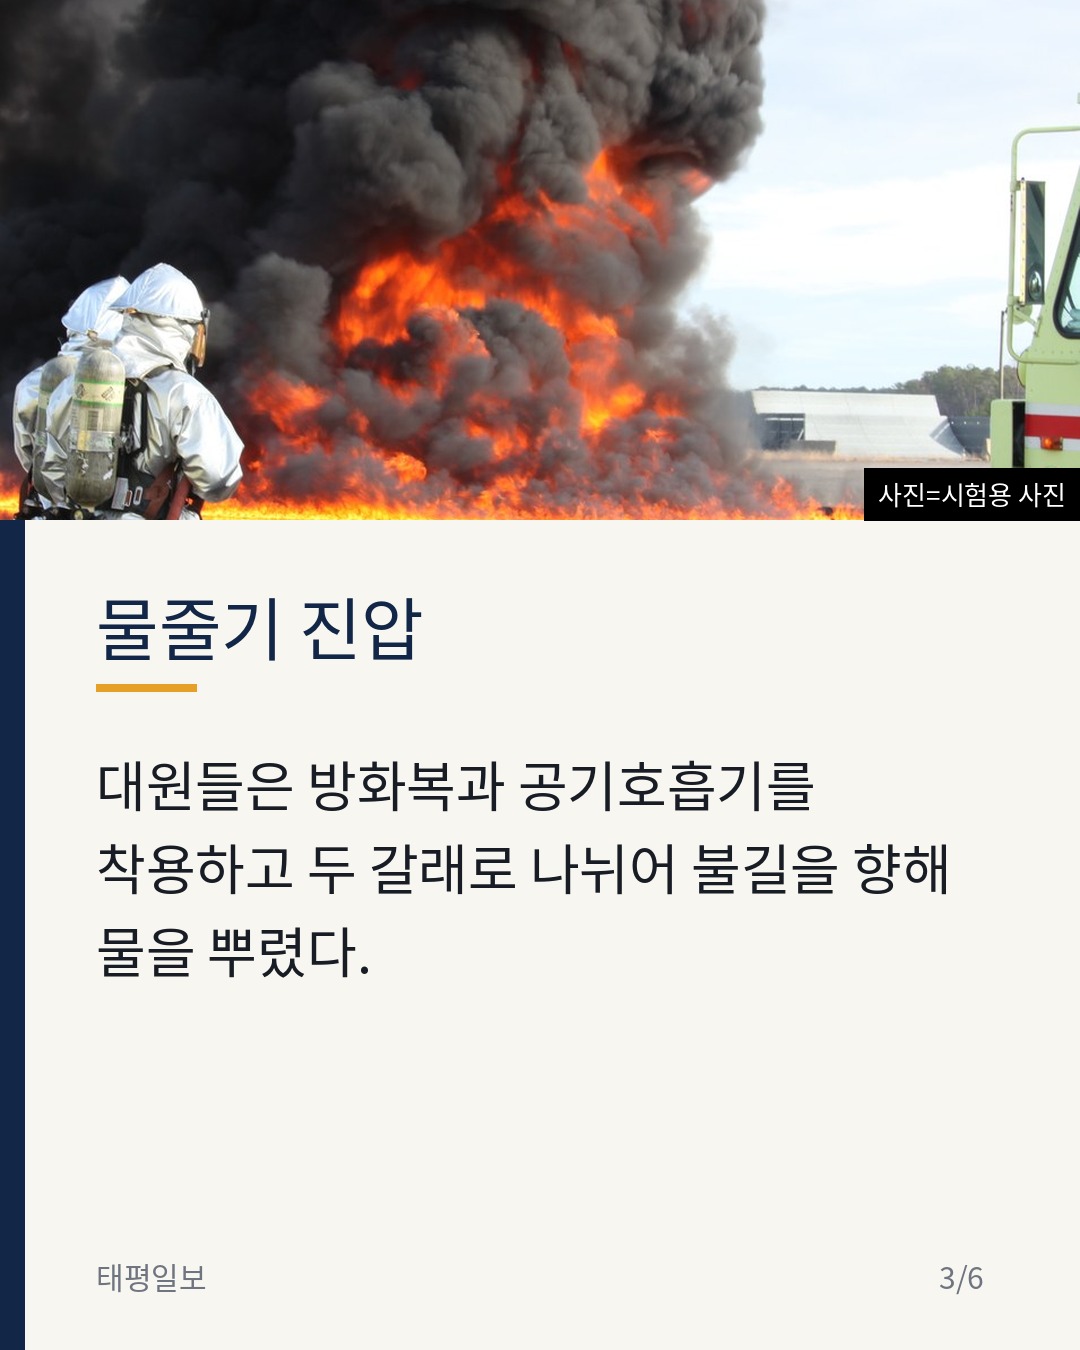 사진=시험용 사진
물줄기 진압
대원들은 방화복과 공기호흡기를
착용하고 두 갈래로 나뉘어 불길을 향해
물을 뿌렸다.
태평일보
3/6